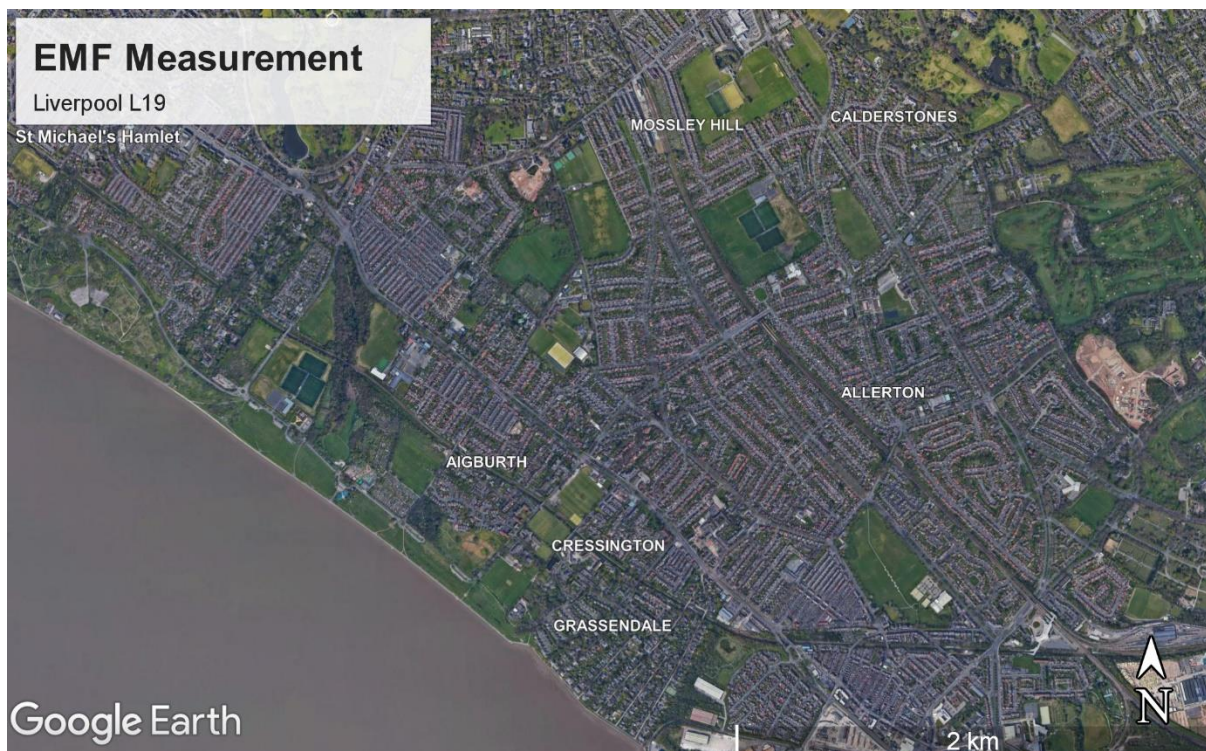 EMF Measurement
Liverpool L19
St Michael's Hamlet
MOSSLEY HILL
CALDERSTONES
ALLERTON
AIGBURTH
CRESSINGTON
GRASSENDALE
N
Google Earth
2 km